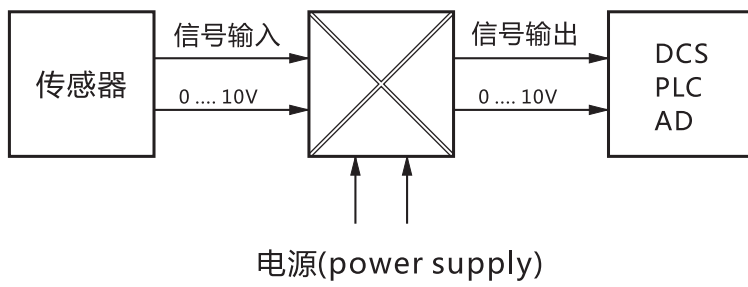 传感器
信号输入
0 .... 10V
信号输出
0 .... 10V
DCS
PLC
AD
电源(power supply)